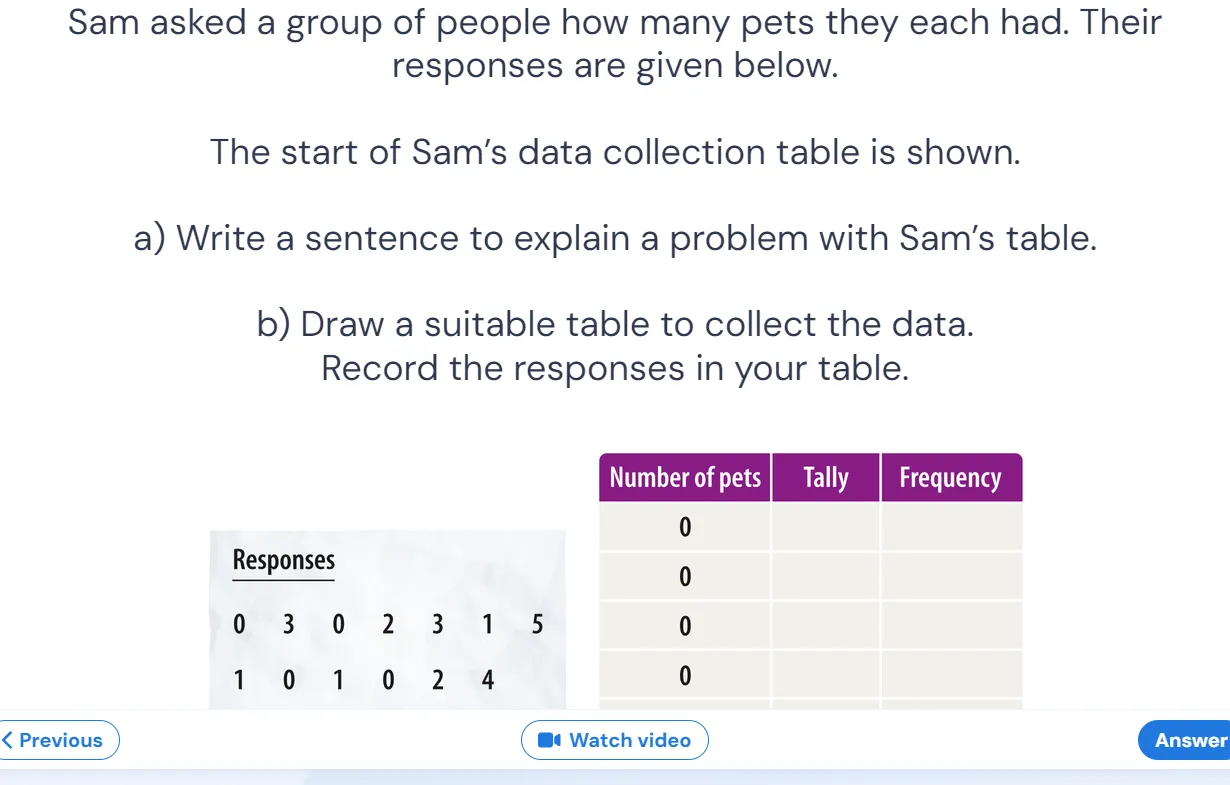 Sam asked a group of people how many pets they each had. Their
responses are given below.
The start of Sam’s data collection table is shown.
a) Write a sentence to explain a problem with Sam’s table.
b) Draw a suitable table to collect the data.
Record the responses in your table.
Responses
0 3 0 2 3 1 5
1 0 1 0 2 4
Number of pets Tally Frequency
0
0
0
0
Previous
Watch video
Answer